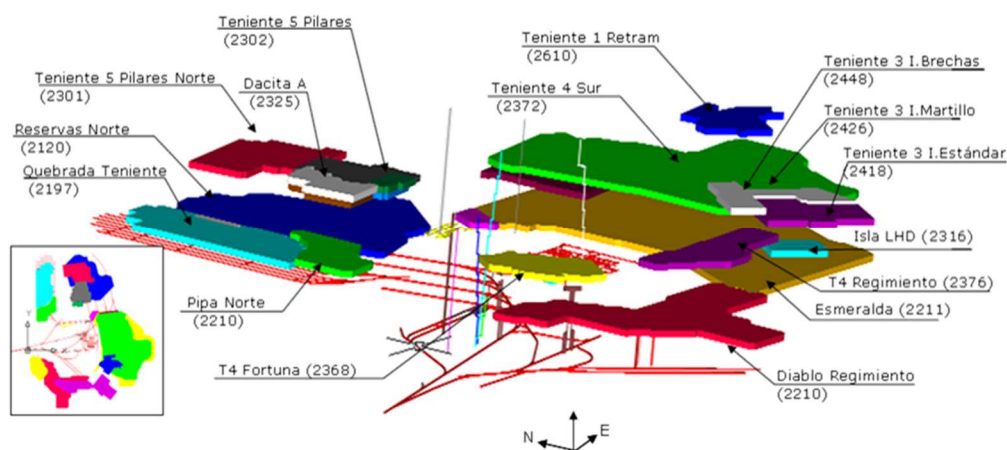 Teniente 5 Pilares
(2302)
Teniente 1 Retram
(2610)
Teniente 3 I.Brechas
(2448)
Teniente 5 Pilares Norte
(2301)
Dacita A
(2325)
Teniente 4 Sur
(2372)
Teniente 3 I.Martillo
(2426)
Reservas Norte
(2120)
Teniente 3 I.Estándar
(2418)
Quebrada Teniente
(2197)
Isla LHD (2316)
T4 Regimiento (2376)
Pipa Norte
(2210)
Esmeralda (2211)
T4 Fortuna (2368)
Diablo Regimiento
(2210)
N
E